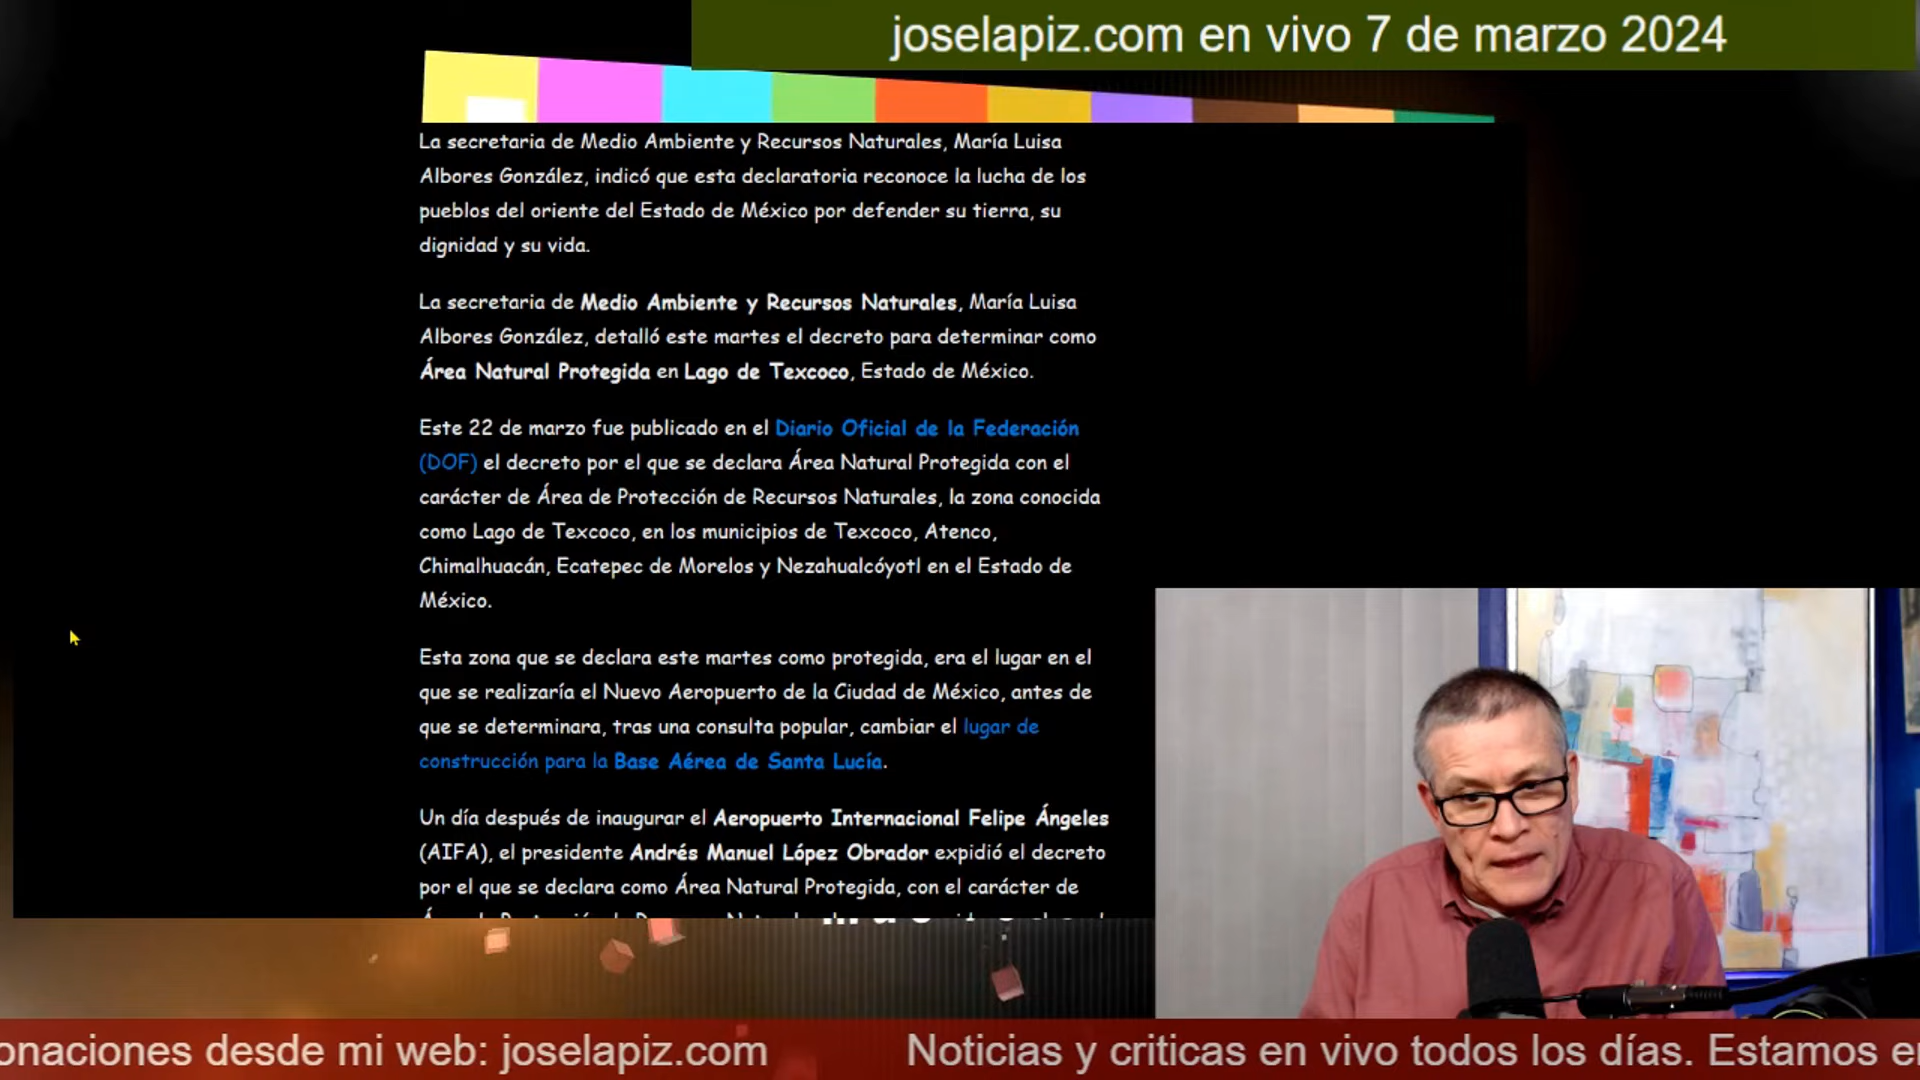 joselapiz.com en vivo 7 de marzo 2024
La secretaria de Medio Ambiente y Recursos Naturales, María Luisa
Albores González, indicó que esta declaratoria reconoce la lucha de los
pueblos del oriente del Estado de México por defender su tierra, su
dignidad y su vida.
La secretaria de Medio Ambiente y Recursos Naturales, María Luisa
Albores González, detalló este martes el decreto para determinar como
Área Natural Protegida en Lago de Texcoco, Estado de México.
Este 22 de marzo fue publicado en el Diario Oficial de la Federación
(DOF) el decreto por el que se declara Área Natural Protegida con el
carácter de Área de Protección de Recursos Naturales, la zona conocida
como Lago de Texcoco, en los municipios de Texcoco, Atenco,
Chimalhuacán, Ecatepec de Morelos y Nezahualcóyotl en el Estado de
México.
Esta zona que se declara este martes como protegida, era el lugar en el
que se realizaría el Nuevo Aeropuerto de la Ciudad de México, antes de
que se determinara, tras una consulta popular, cambiar el lugar de
construcción para la Base Aérea de Santa Lucía.
Un día después de inaugurar el Aeropuerto Internacional Felipe Ángeles
(AIFA), el presidente Andrés Manuel López Obrador expidió el decreto
por el que se declara como Área Natural Protegida, con el carácter de
onaciones desde mi web: joselapiz.com
Noticias y criticas en vivo todos los días. Estamos e